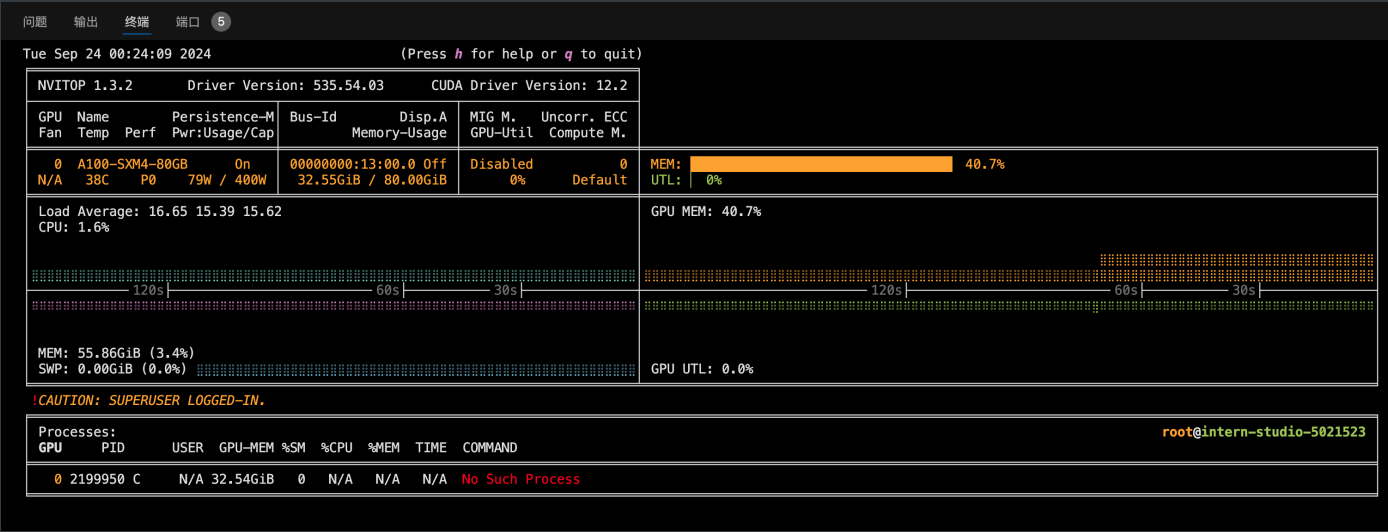 问题 输出 终端 端口 5
Tue Sep 24 00:24:09 2024 (Press h for help or q to quit)
NVITOP 1.3.2 Driver Version: 535.54.03 CUDA Driver Version: 12.2
GPU Name Persistence-M Bus-Id Disp.A MIG M. Uncorr. ECC
Fan Temp Perf Pwr:Usage/Cap Memory-Usage GPU-Util Compute M.
0 A100-SXM4-80GB On 00000000:13:00.0 Off Disabled 0 MEM: 40.7%
N/A 38C P0 79W / 400W 32.55GiB / 80.00GiB 0% Default UTL: 0%
Load Average: 16.65 15.39 15.62 GPU MEM: 40.7%
CPU: 1.6%
120s 60s 30s 120s 60s 30s
MEM: 55.86GiB (3.4%)
SWP: 0.00GiB (0.0%) GPU UTL: 0.0%
!CAUTION: SUPERUSER LOGGED-IN.
Processes: root@intern-studio-5021523
GPU PID USER GPU-MEM %SM %CPU %MEM TIME COMMAND
0 2199950 C N/A 32.54GiB 0 N/A N/A N/A No Such Process